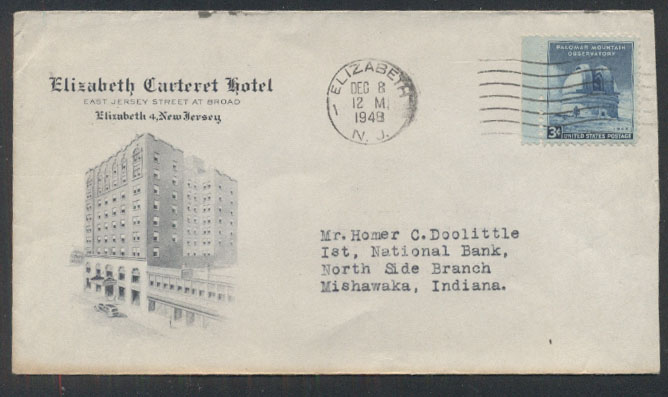 Elizabeth Carteret Hotel
EAST JERSEY STREET AT BROAD
Elizabeth 4, New Jersey
ELIZABETH
DEC 8
12 M
1948
N. J.
PALOMAR MOUNTAIN
OBSERVATORY
3¢ UNITED STATES POSTAGE
Mr. Homer C. Doolittle
Ist, National Bank,
North Side Branch
Mishawaka, Indiana.